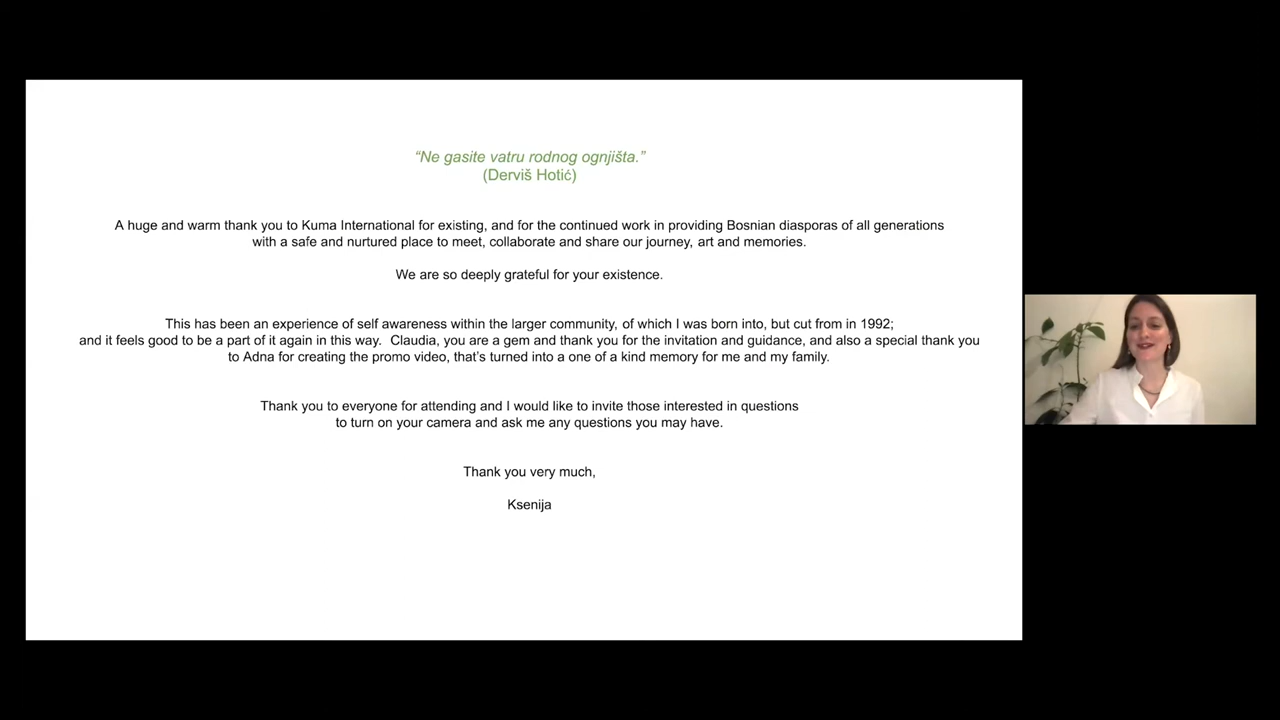 “Ne gasite vatru rodnog ognjišta.”
(Derviš Hotić)
A huge and warm thank you to Kuma International for existing, and for the continued work in providing Bosnian diasporas of all generations
with a safe and nurtured place to meet, collaborate and share our journey, art and memories.
We are so deeply grateful for your existence.
This has been an experience of self awareness within the larger community, of which I was born into, but cut from in 1992;
and it feels good to be a part of it again in this way.  Claudia, you are a gem and thank you for the invitation and guidance, and also a special thank you
to Adna for creating the promo video, that’s turned into a one of a kind memory for me and my family.
Thank you to everyone for attending and I would like to invite those interested in questions
to turn on your camera and ask me any questions you may have.
Thank you very much,
Ksenija